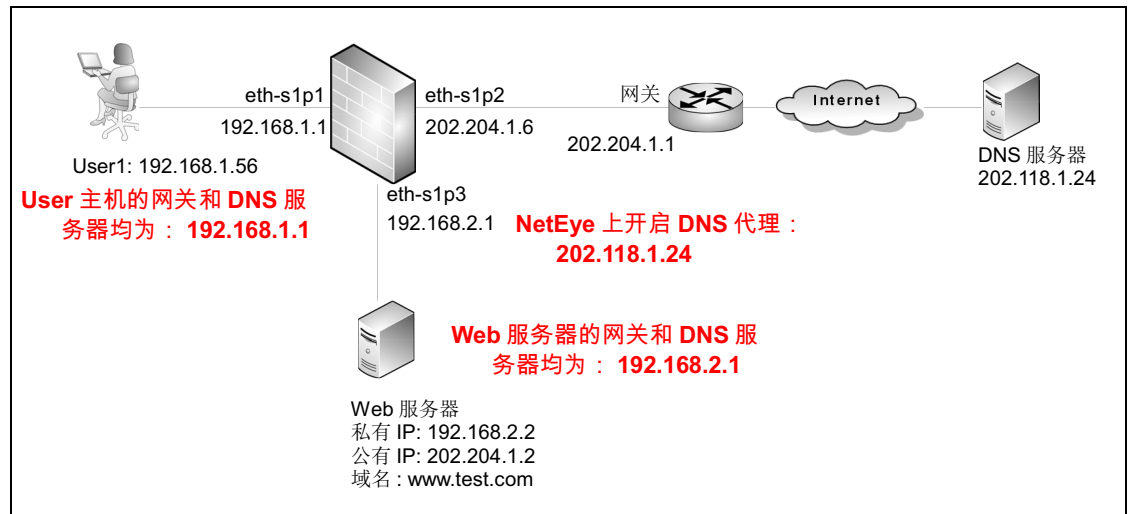 eth-s1p1
192.168.1.1
eth-s1p2
202.204.1.6
网关
202.204.1.1
Internet
DNS 服务器
202.118.1.24
User1: 192.168.1.56
User 主机的网关和 DNS 服
务器均为： 192.168.1.1
eth-s1p3
192.168.2.1
NetEye 上开启 DNS 代理：
202.118.1.24
Web 服务器的网关和 DNS 服
务器均为： 192.168.2.1
Web 服务器
私有 IP: 192.168.2.2
公有 IP: 202.204.1.2
域名 : www.test.com